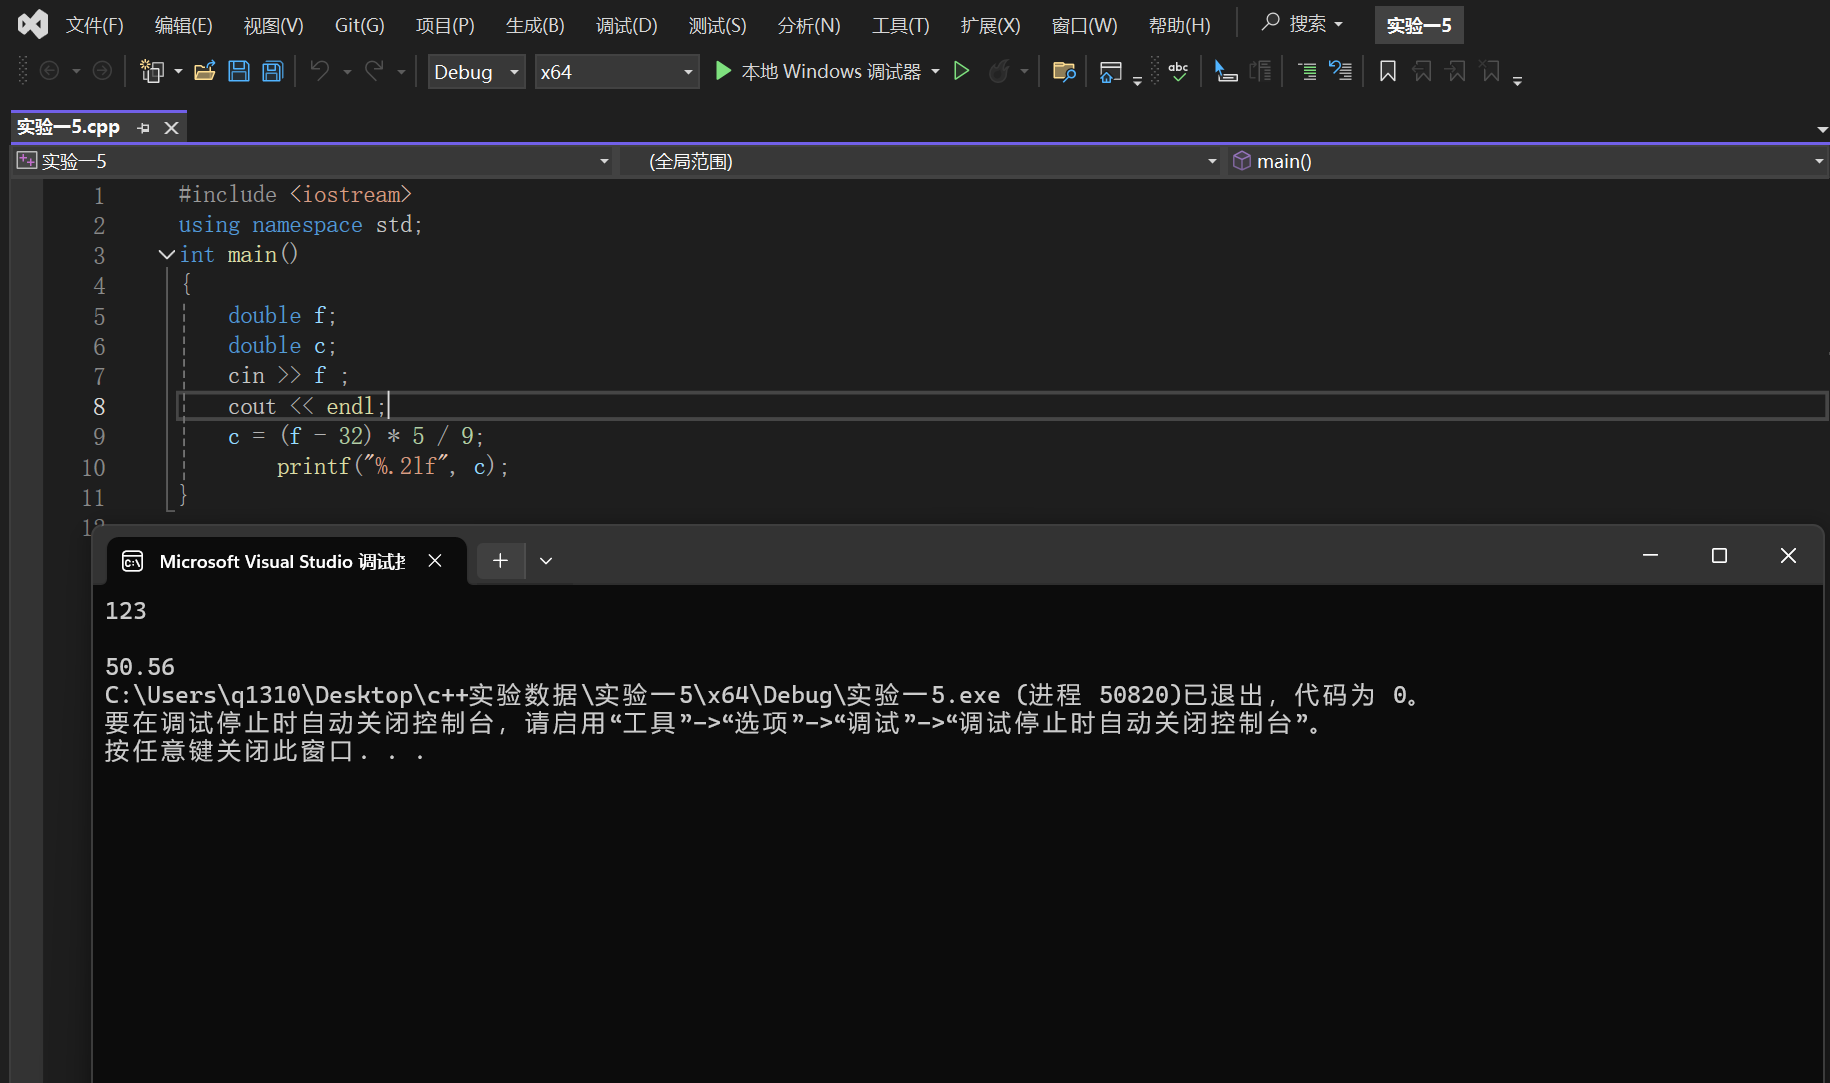 文件(F) 编辑(E) 视图(V) Git(G) 项目(P) 生成(B) 调试(D) 测试(S) 分析(N) 工具(T) 扩展(X) 窗口(W) 帮助(H) 搜索 实验一5
Debug x64 本地 Windows 调试器 abc
实验一5.cpp
实验一5 (全局范围) main()
1 #include <iostream>
2 using namespace std;
3 int main()
4 {
5 double f;
6 double c;
7 cin >> f ;
8 cout << endl;
9 c = (f - 32) * 5 / 9;
10 printf("%.2lf", c);
11 }
12
Microsoft Visual Studio 调试
123
50.56
C:\Users\q1310\Desktop\c++实验数据\实验一5\x64\Debug\实验一5.exe (进程 50820)已退出，代码为 0。
要在调试停止时自动关闭控制台，请启用“工具”->“选项”->“调试”->“调试停止时自动关闭控制台”。
按任意键关闭此窗口. . .